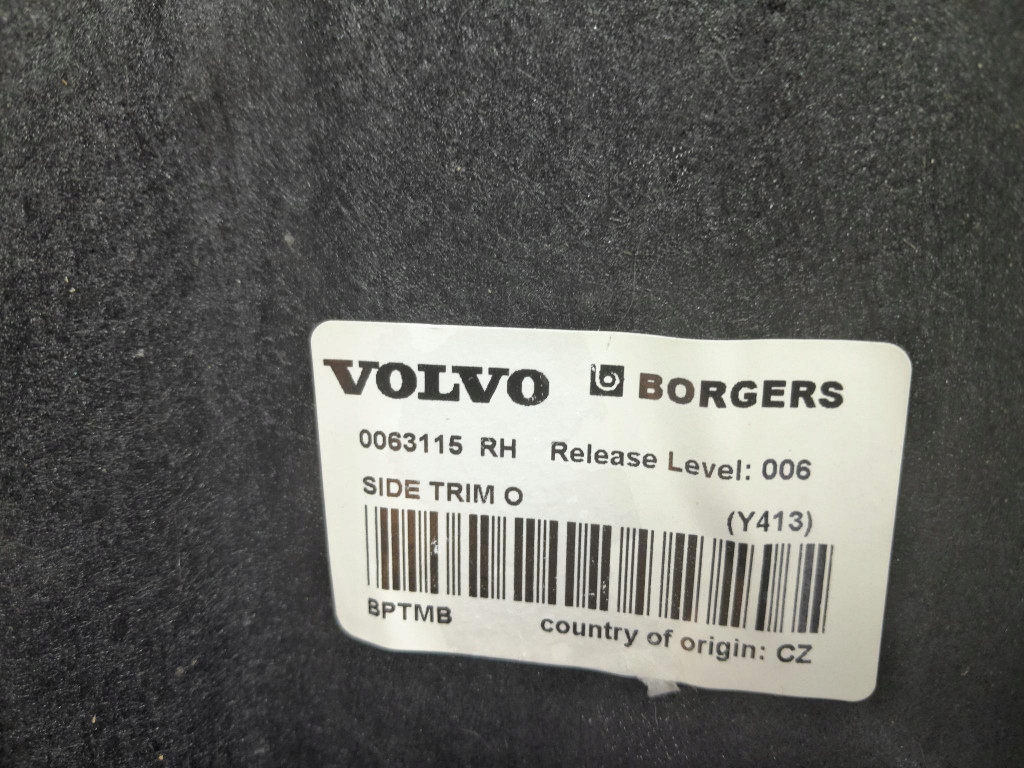 VOLVO BORGERS
0063115 RH Release Level: 006
SIDE TRIM O
(Y413)
BPTMB
country of origin: CZ